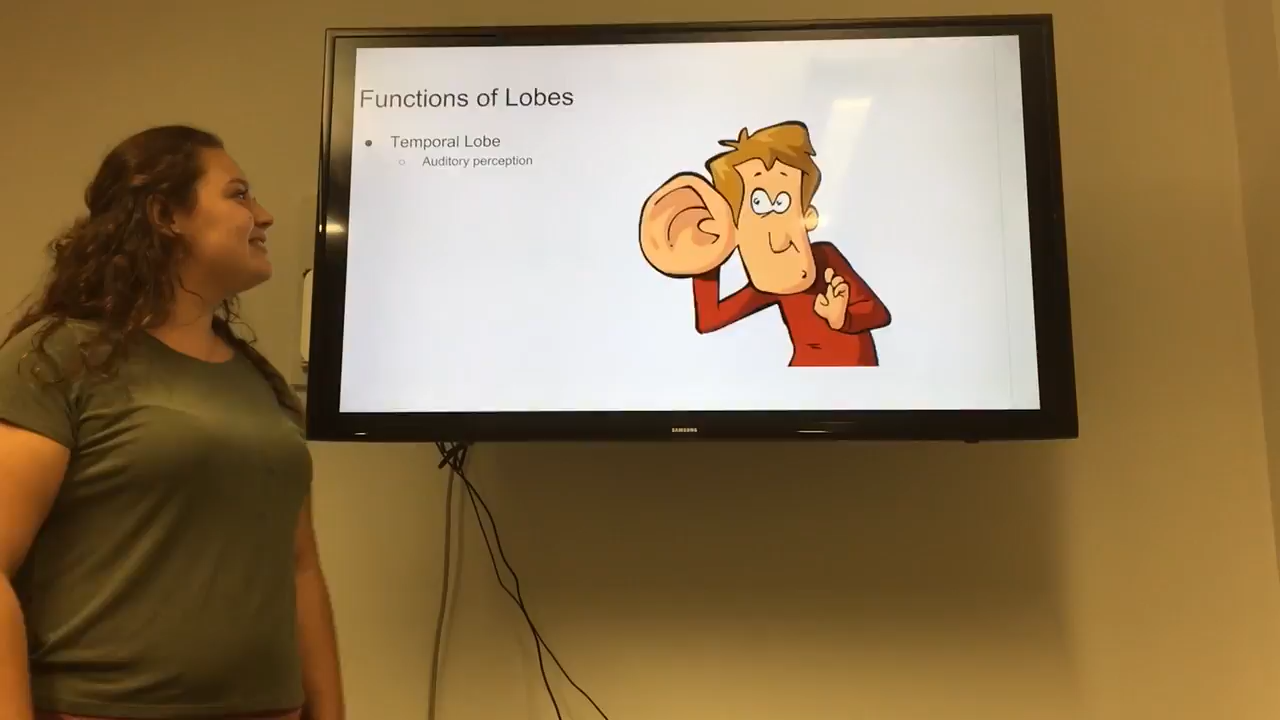 Functions of Lobes
● Temporal Lobe
○ Auditory perception
SAMSUNG